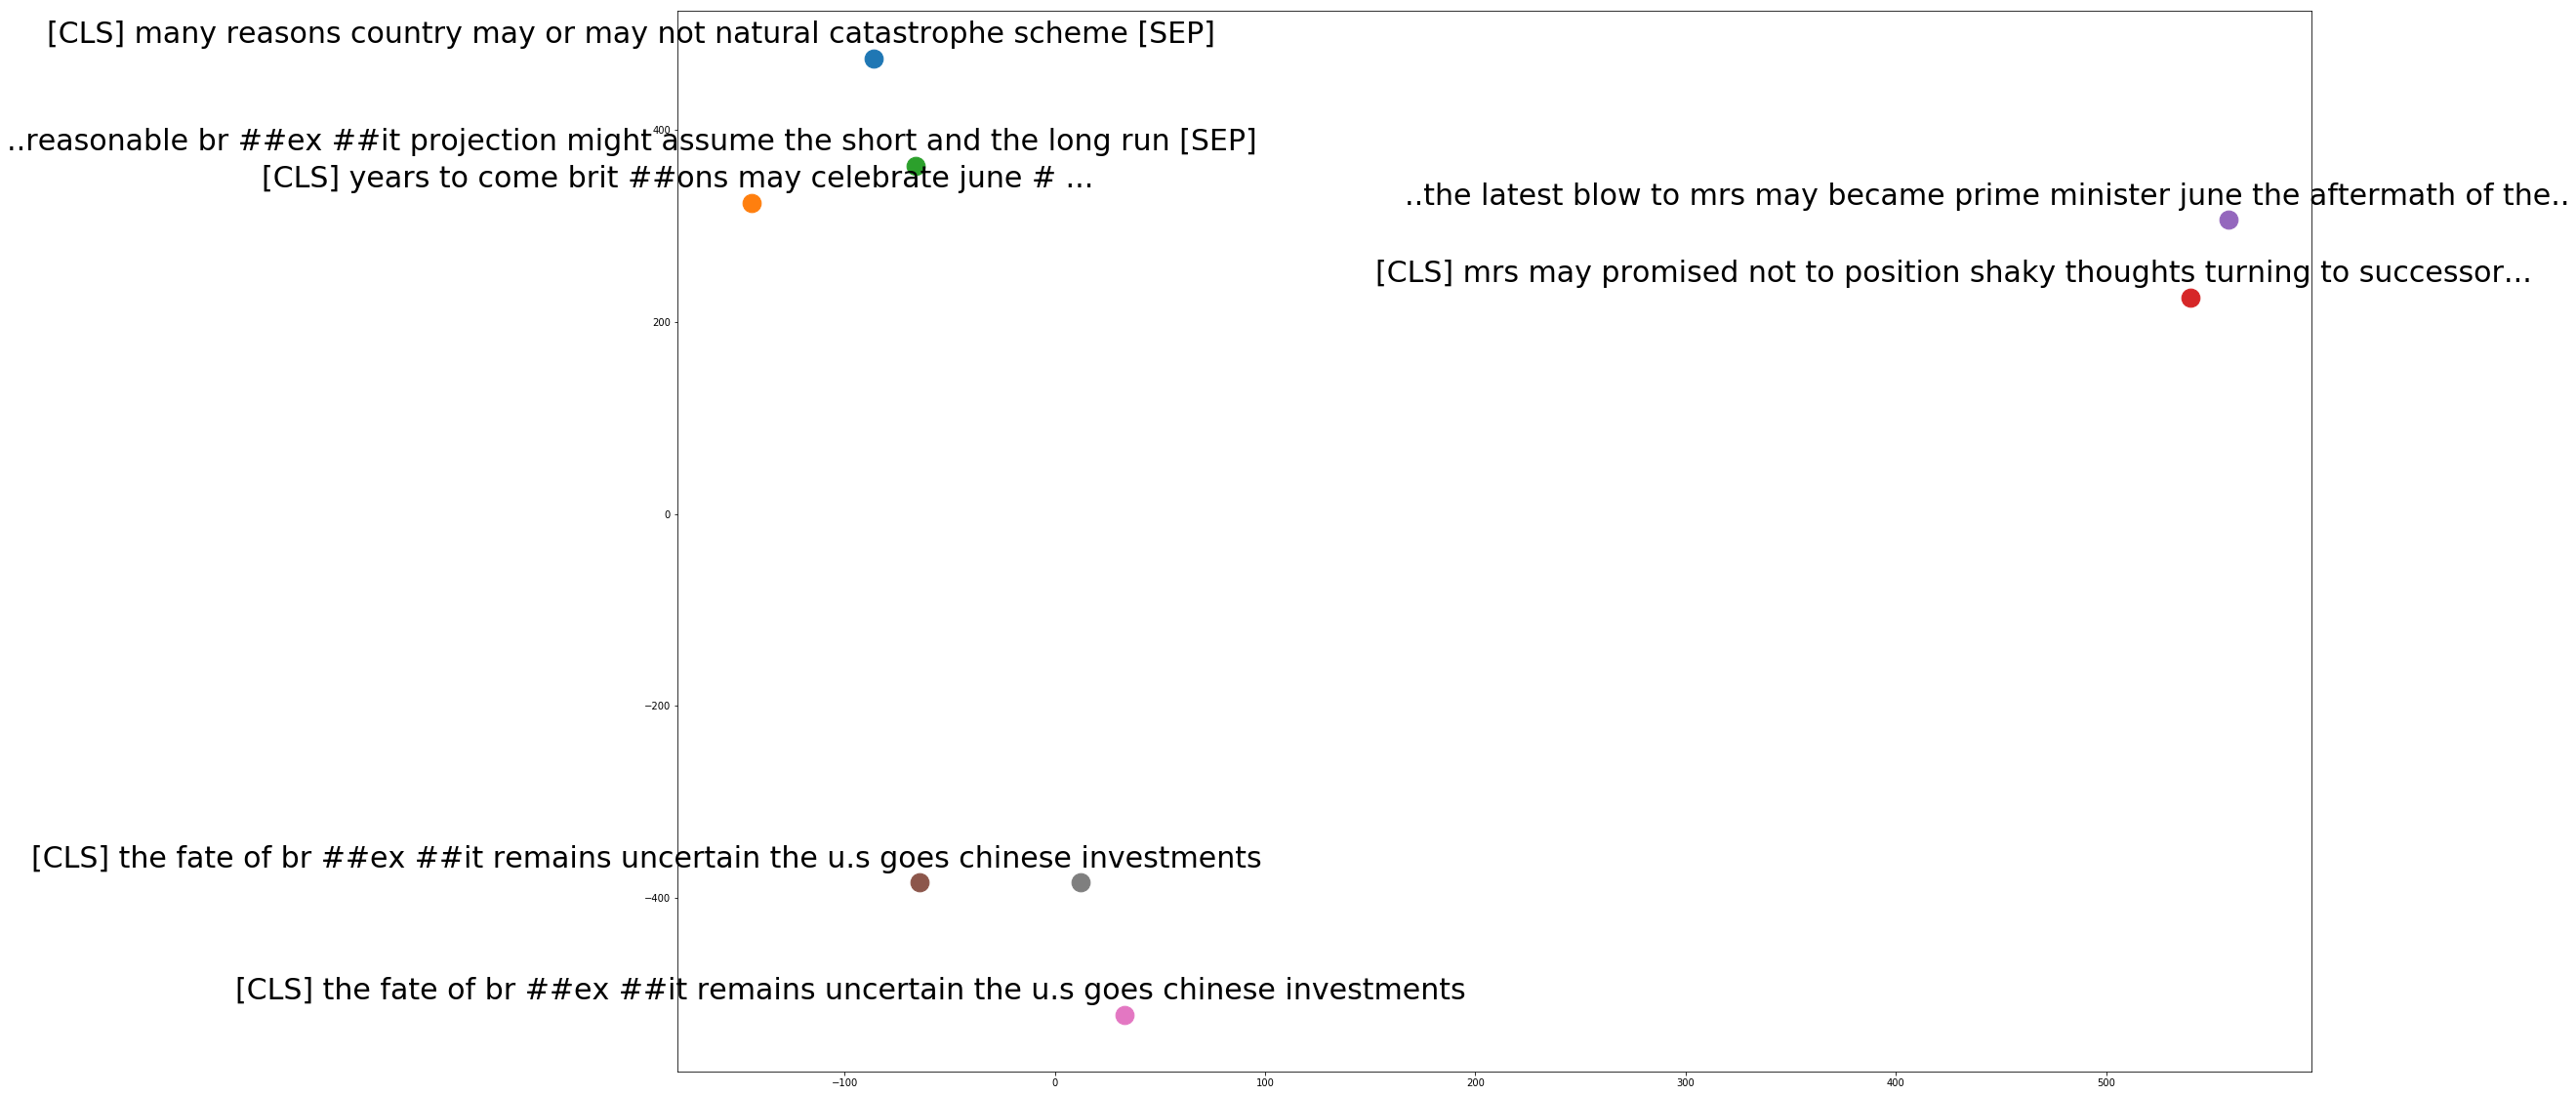 [CLS] many reasons country may or may not natural catastrophe scheme [SEP]
400
..reasonable br ##ex ##it projection might assume the short and the long run [SEP]
[CLS] years to come brit ##ons may celebrate june # ...
..the latest blow to mrs may became prime minister june the aftermath of the..
[CLS] mrs may promised not to position shaky thoughts turning to successor...
200
0
−200
[CLS] the fate of br ##ex ##it remains uncertain the u.s goes chinese investments
−400
[CLS] the fate of br ##ex ##it remains uncertain the u.s goes chinese investments
−100 0 100 200 300 400 500